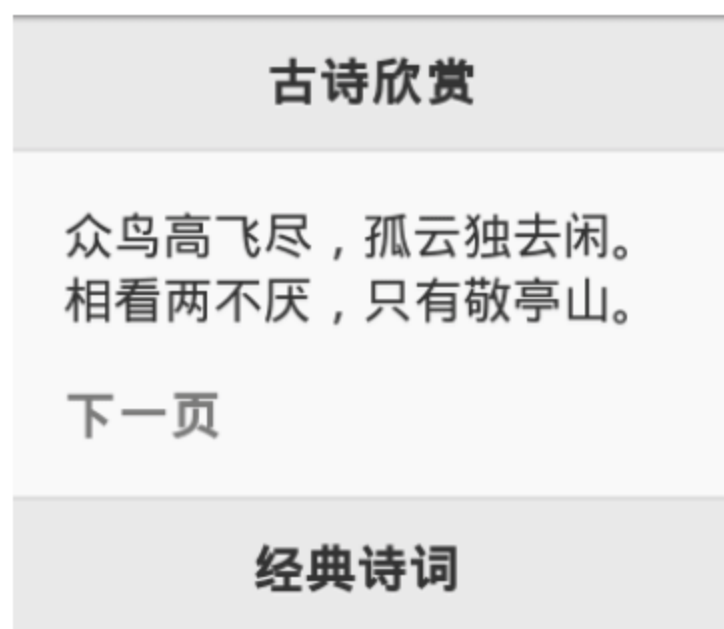 古诗欣赏
众鸟高飞尽，孤云独去闲。
相看两不厌，只有敬亭山。
下一页
经典诗词